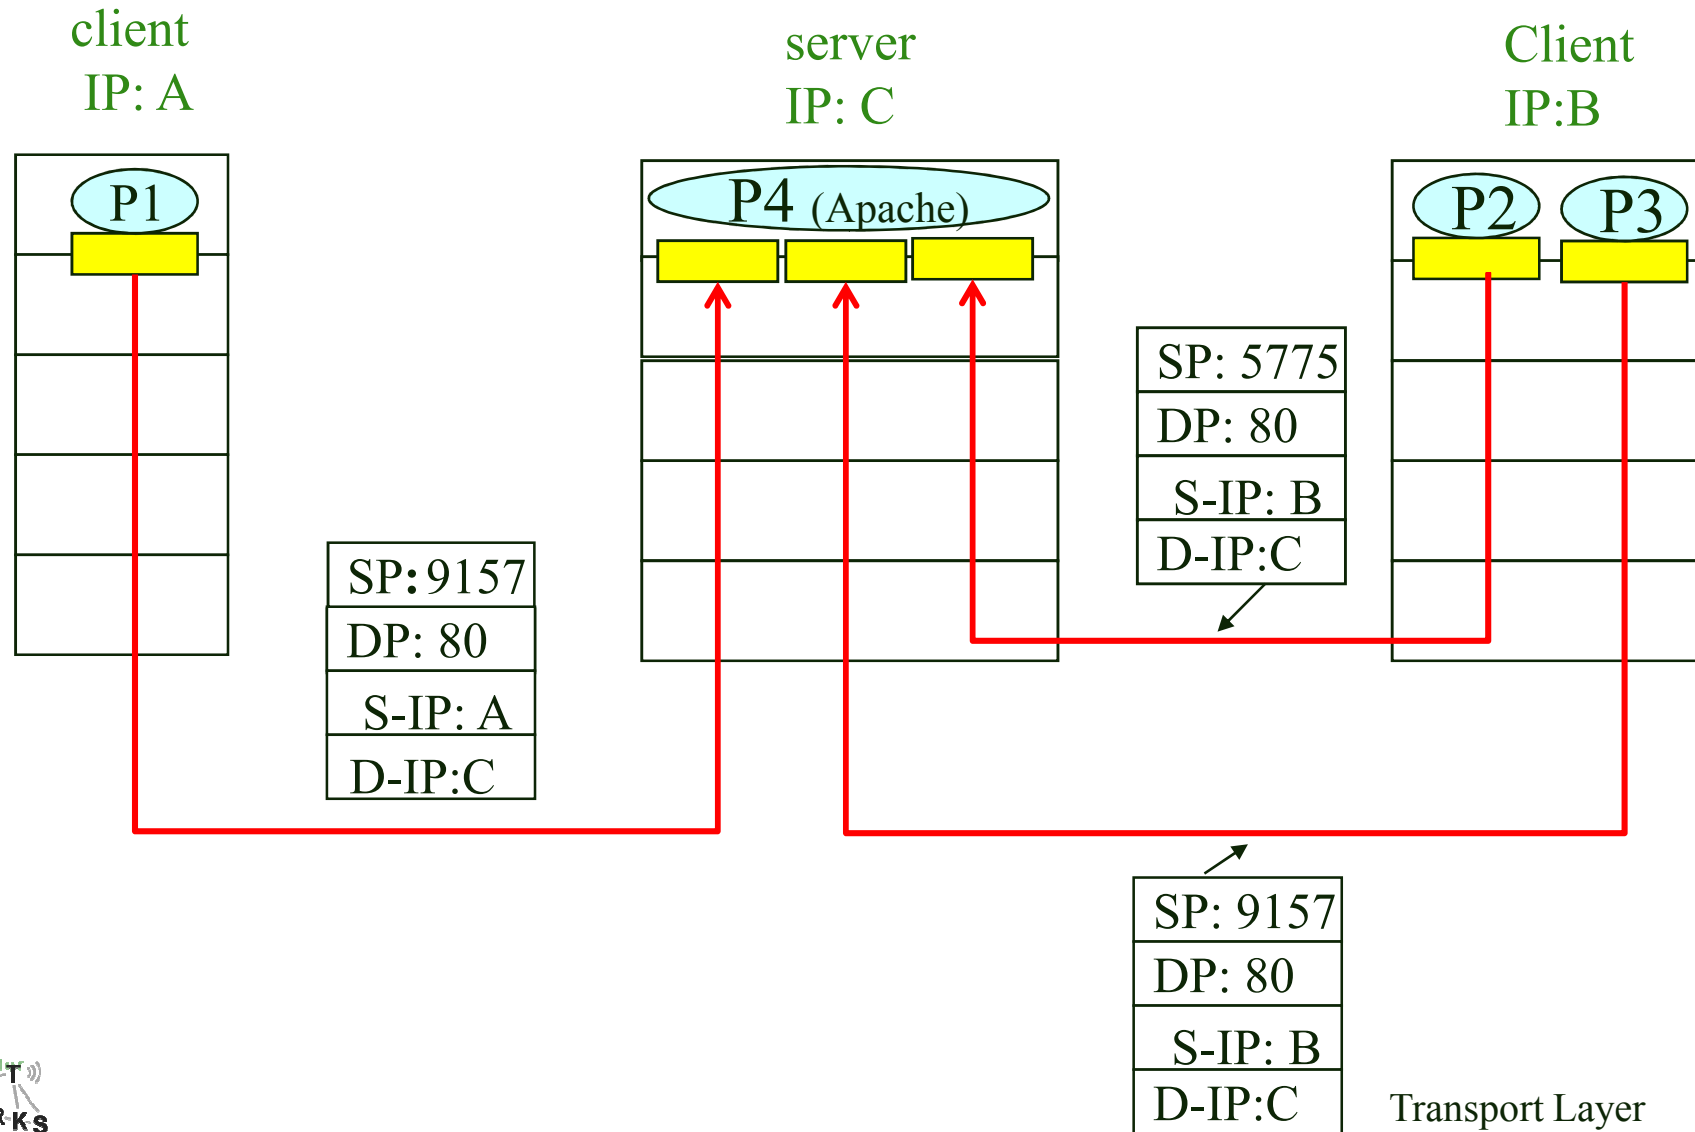 client
IP: A
server
IP: C
Client
IP:B
P1
P4 (Apache)
P2
P3
SP: 5775
DP: 80
S-IP: B
D-IP:C
SP: 9157
DP: 80
S-IP: A
D-IP:C
SP: 9157
DP: 80
S-IP: B
D-IP:C
Transport Layer